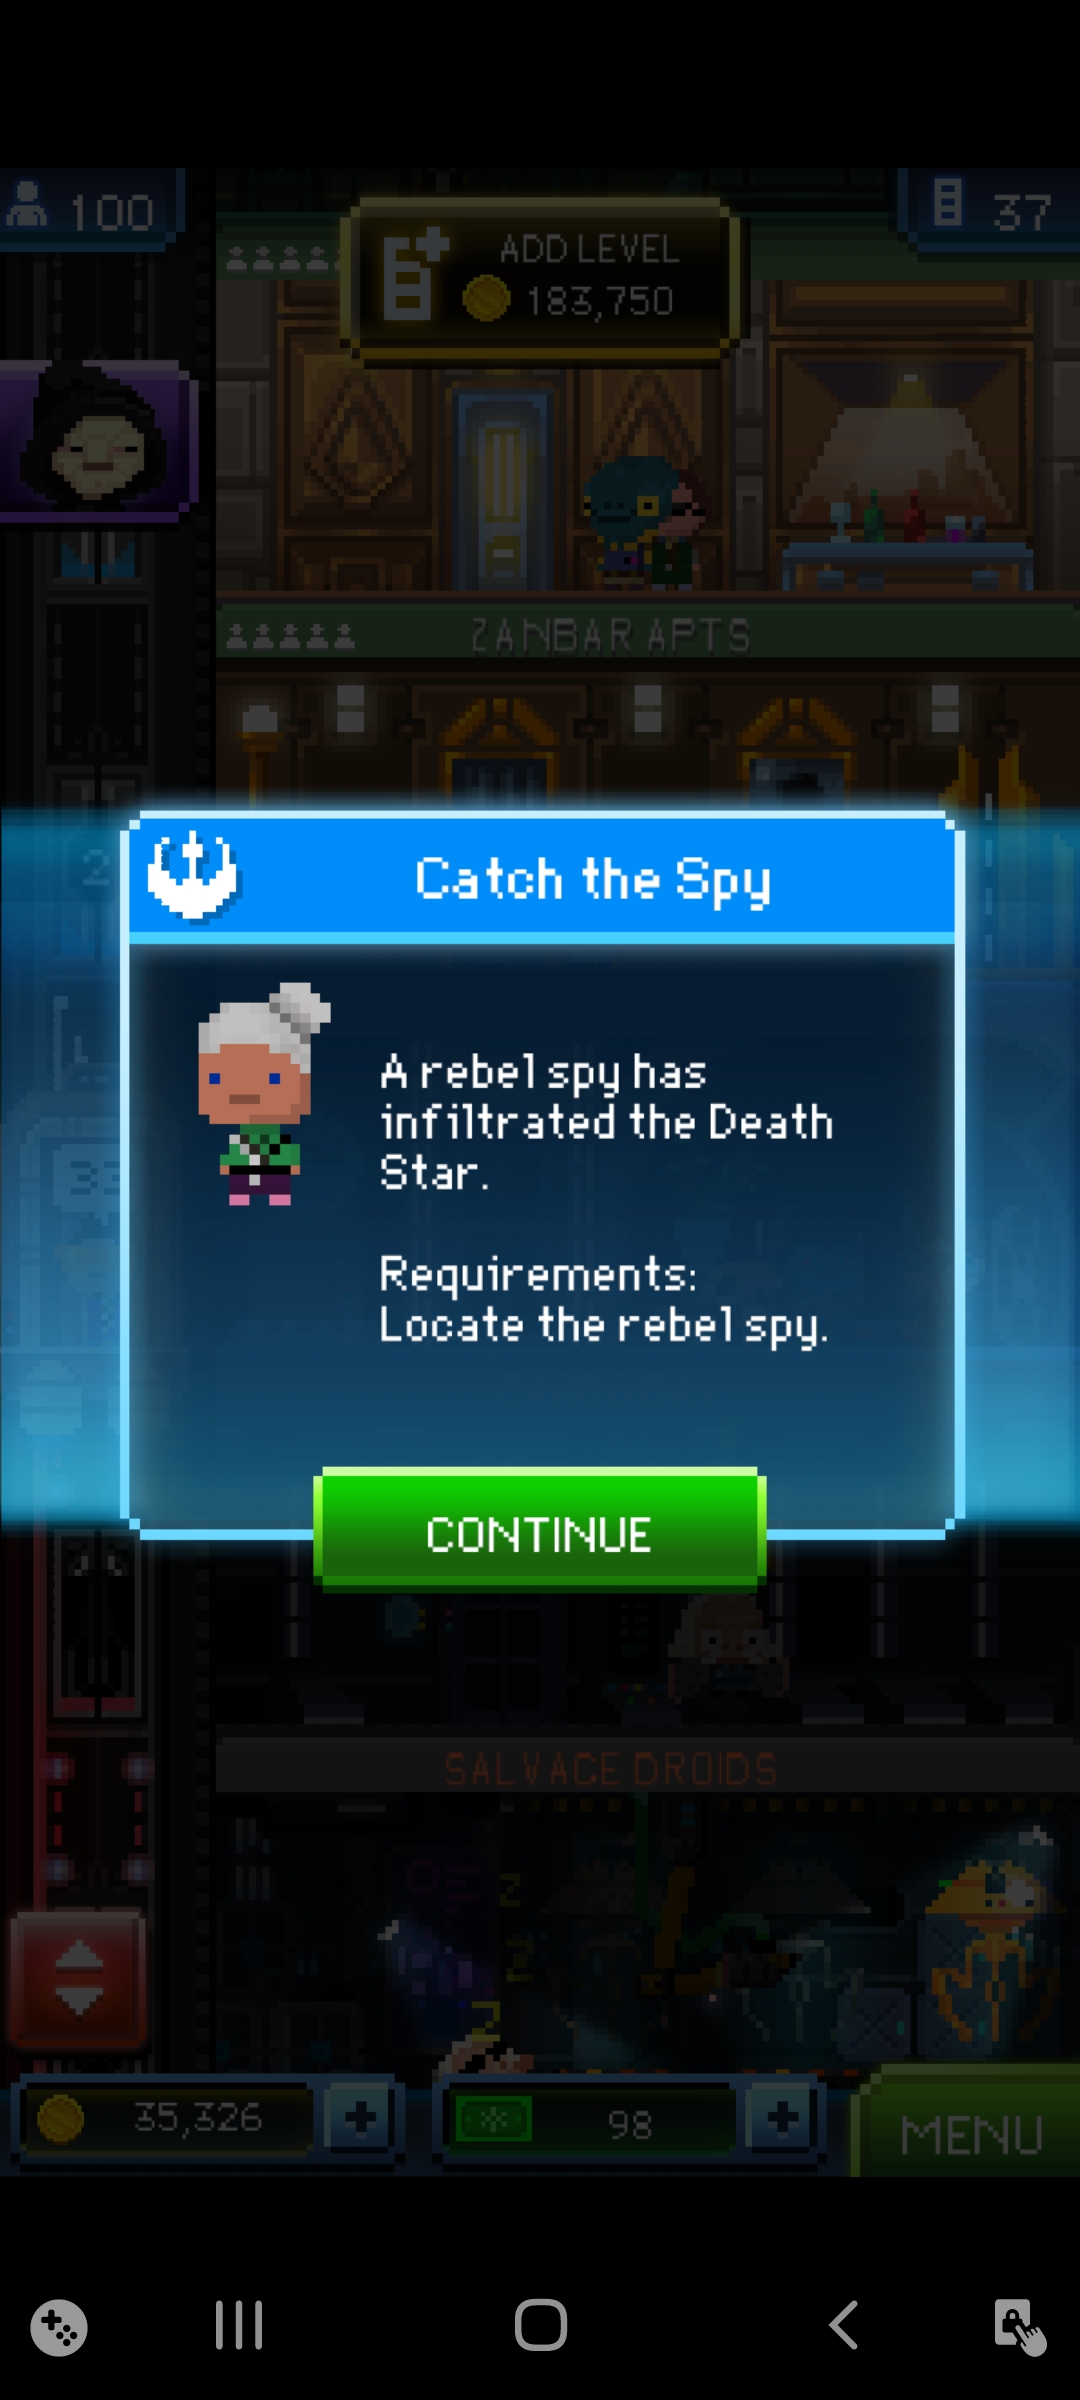 100
ADD LEVEL
183,750
37
ZANBAR APTS
Catch the Spy
A rebel spy has
infiltrated the Death
Star.
Requirements:
Locate the rebel spy.
CONTINUE
SALVAGE DROIDS
Z
Z
Z
35,326
98
MENU